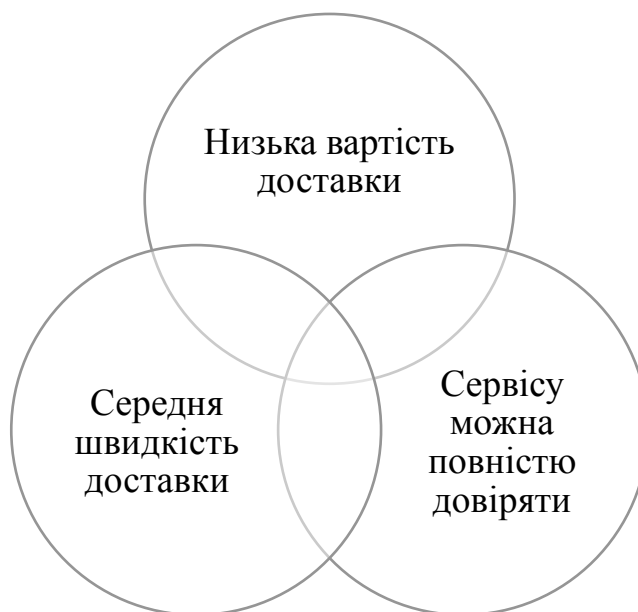 Низька вартість
доставки
Середня
швидкість
доставки
Сервісу
можна
повністю
довіряти